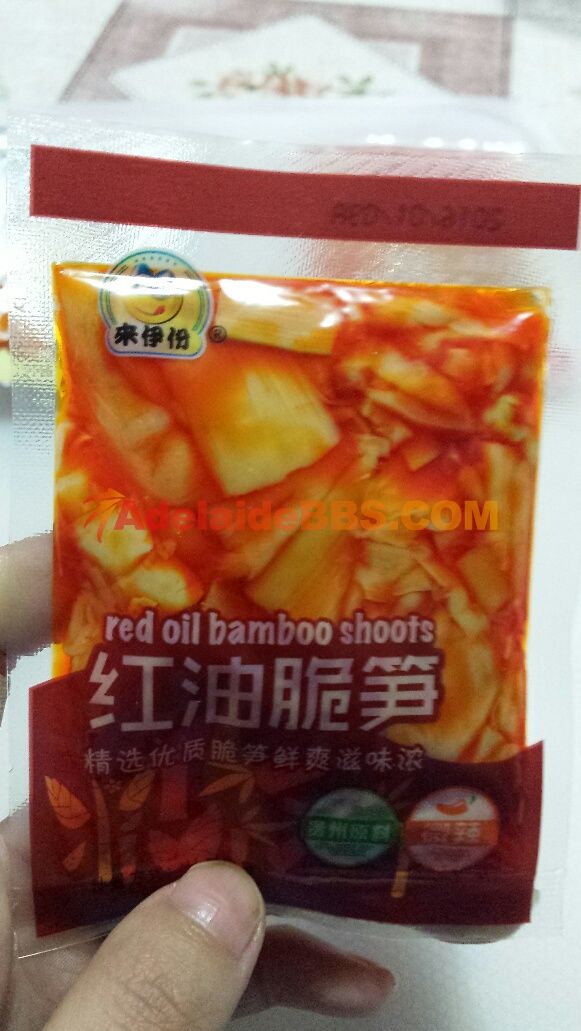 来伊份®
AdelaideBBS.COM
red oil bamboo shoots
红油脆笋
精选优质脆笋鲜爽滋味浓